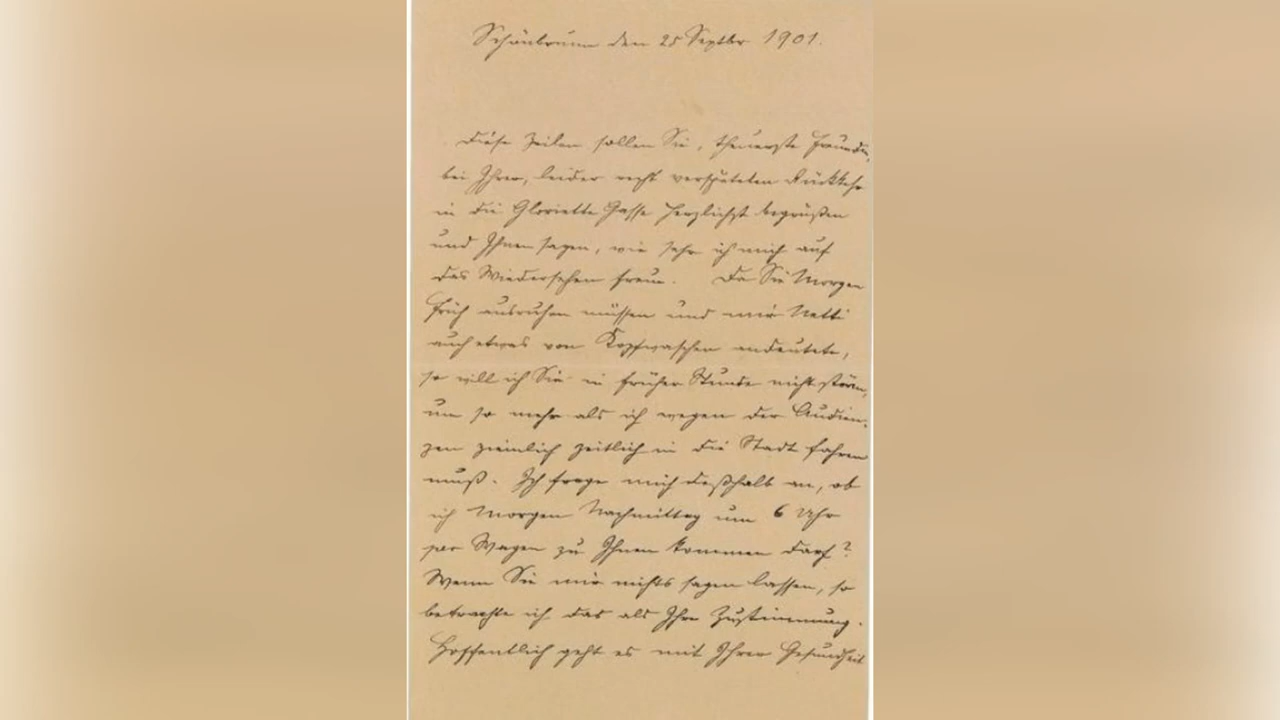 Schönbrunn den 25 Septber 1901.
Diese Zeilen sollen Sie, theuerste Freundin,
bei Ihrer, leider recht verspäteten Rückkehr
in die Gloriette Gasse herzlichst begrüßen
und Ihnen sagen, wie sehr ich mich auf
das Wiedersehen freue. Da Sie Morgen
früh ausruhen müssen und mir Netti
auch etwas von Kopfwaschen andeutete,
so will ich Sie in früher Stunde nicht stören,
um so mehr als ich wegen der Audien-
zen ziemlich zeitlich in die Stadt fahren
muß. Ich frage mich deßhalb an, ob
ich Morgen Nachmittag um 6 Uhr
per Wagen zu Ihnen kommen darf?
Wenn Sie mir nichts sagen lassen, so
betrachte ich das als Ihre Zustimmung.
Hoffentlich geht es mit Ihrer Gesundheit